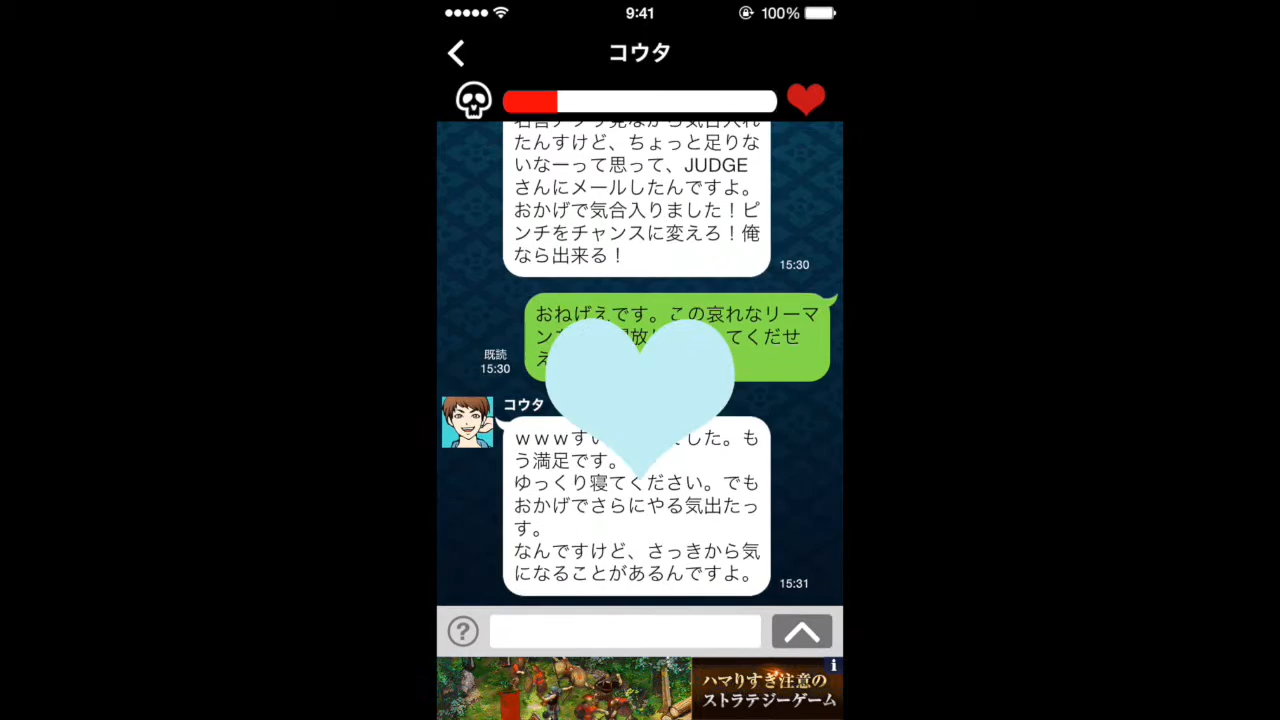 9:41
100%
コウタ
たんすけど、ちょっと足りな
いなーって思って、JUDGE
さんにメールしたんですよ。
おかげで気合入りました！ピ
ンチをチャンスに変えろ！俺
なら出来る！
15:30
おねげえです。この哀れなリーマ
ン
てくだせ
え
既読
15:30
コウタ
ｗｗｗす
した。も
う満足です。
ゆっくり寝てください。でも
おかげでさらにやる気出たっ
す。
なんですけど、さっきから気
になることがあるんですよ。
15:31
?
i
ハマりすぎ注意の
ストラテジーゲーム